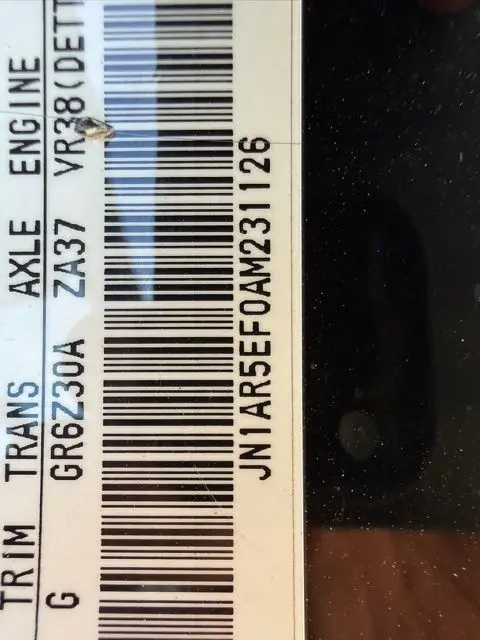 TRIM TRANS AXLE ENGINE
G GR6Z30A ZA37 VR38(DETT
JN1AR5EF0AM231126